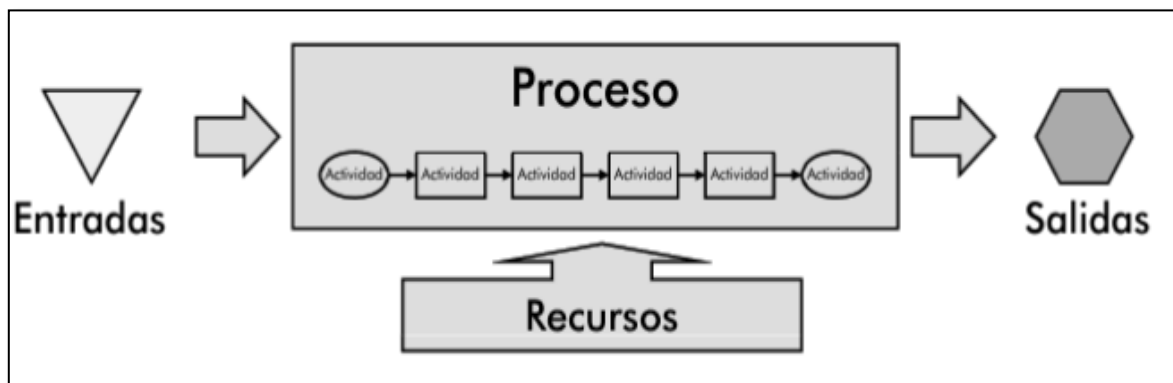 Proceso
Actividad Actividad Actividad Actividad Actividad Actividad
Entradas
Salidas
Recursos